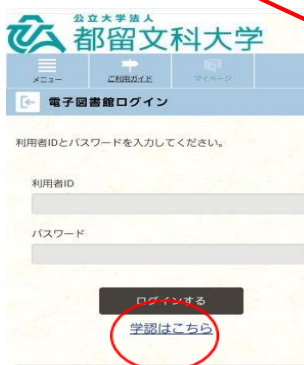 公立大学法人
都留文科大学
メニュー
ご利用ガイド
マイページ
電子図書館ログイン
利用者IDとパスワードを入力してください。
利用者ID
パスワード
ログインする
学認はこちら